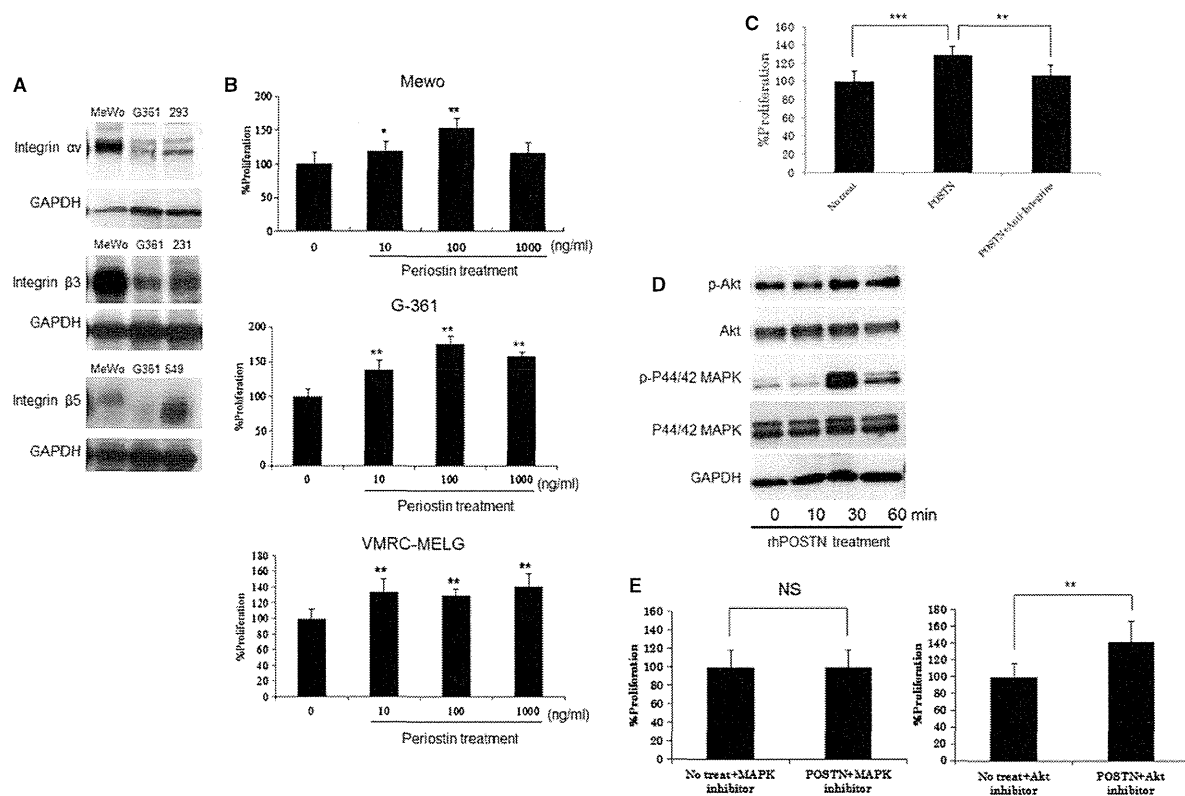 A
MeWo G361 293
Integrin αv
GAPDH
MeWo G361 231
Integrin β3
GAPDH
MeWo G361 549
Integrin β5
GAPDH
B
Mewo
%Proliferation
200
150
100
50
0
0 10 100 1000 (ng/ml)
* **
Periostin treatment
G-361
%Proliferation
200
150
100
50
0
0 10 100 1000 (ng/ml)
** ** **
Periostin treatment
VMRC-MELG
%Proliferation
180
160
140
120
100
80
60
40
20
0
0 10 100 1000 (ng/ml)
** ** **
Periostin treatment
C
*** **
%Proliferation
160
140
120
100
80
60
40
20
0
No treat
POSTN
POSTN+Anti-Integrins
D
p-Akt
Akt
p-P44/42 MAPK
P44/42 MAPK
GAPDH
0 10 30 60 min
rhPOSTN treatment
E
NS
%Proliferation
160
140
120
100
80
60
40
20
0
No treat+MAPK
inhibitor
POSTN+MAPK
inhibitor
**
%Proliferation
180
160
140
120
100
80
60
40
20
0
No treat+Akt
inhibitor
POSTN+Akt
inhibitor